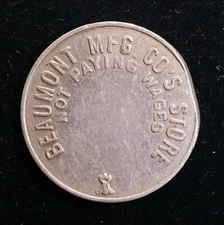 BEAUMONT MFG CO'S STORE
NOT PAYING WAGES